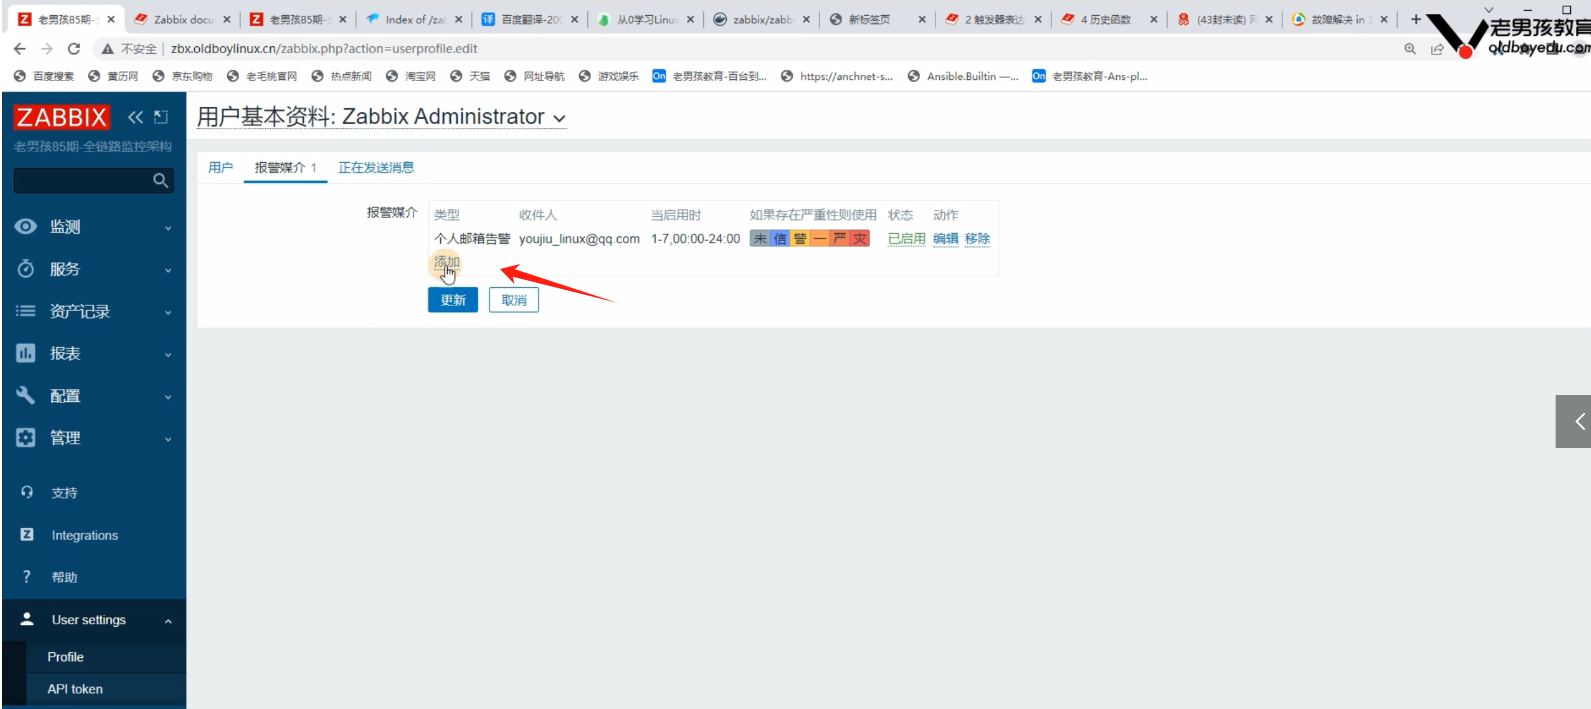 老男孩85期-
Zabbix docu
老男孩85期-
Index of /za
百度翻译-20
从0学习Linux
zabbix/zabb
新标签页
2 触发器表达
4 历史函数
(43封未读)
故障解决 in
老男孩教育
oldboyedu.com
不安全
zbx.oldboylinux.cn/zabbix.php?action=userprofile.edit
百度搜索
黄历网
京东购物
老毛桃官网
热点新闻
淘宝网
天猫
网址导航
游戏娱乐
On 老男孩教育-百台到...
https://anchnet-s...
Ansible.Builtin —...
On 老男孩教育-Ans-pl...
ZABBIX
老男孩85期-全链路监控架构
监测
服务
资产记录
报表
配置
管理
支持
Integrations
帮助
User settings
Profile
API token
用户基本资料: Zabbix Administrator
用户 报警媒介 1 正在发送消息
报警媒介
类型 收件人 当启用时 如果存在严重性则使用 状态 动作
个人邮箱告警 youjiu_linux@qq.com 1-7,00:00-24:00 未 信 警 一 严 灾 已启用 编辑 移除
添加
更新 取消